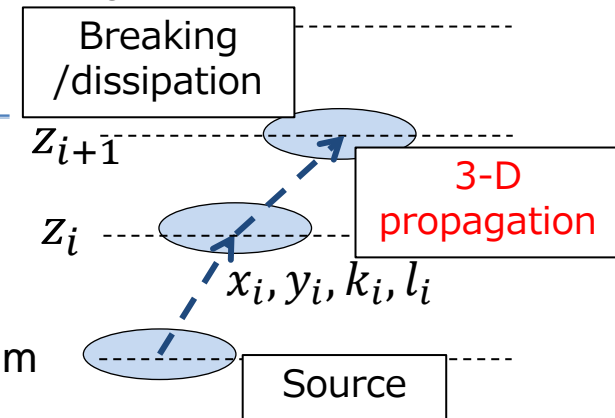 Breaking
/dissipation
z_{i+1}
3-D
propagation
z_i
x_i, y_i, k_i, l_i
m
Source